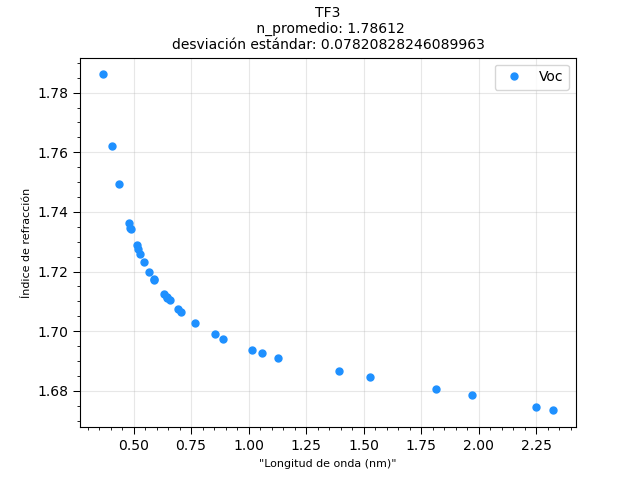 TF3
n_promedio: 1.78612
desviación estándar: 0.07820828246089963
Voc
1.78
1.76
1.74
1.72
1.70
1.68
Índice de refracción
0.50 0.75 1.00 1.25 1.50 1.75 2.00 2.25
"Longitud de onda (nm)"